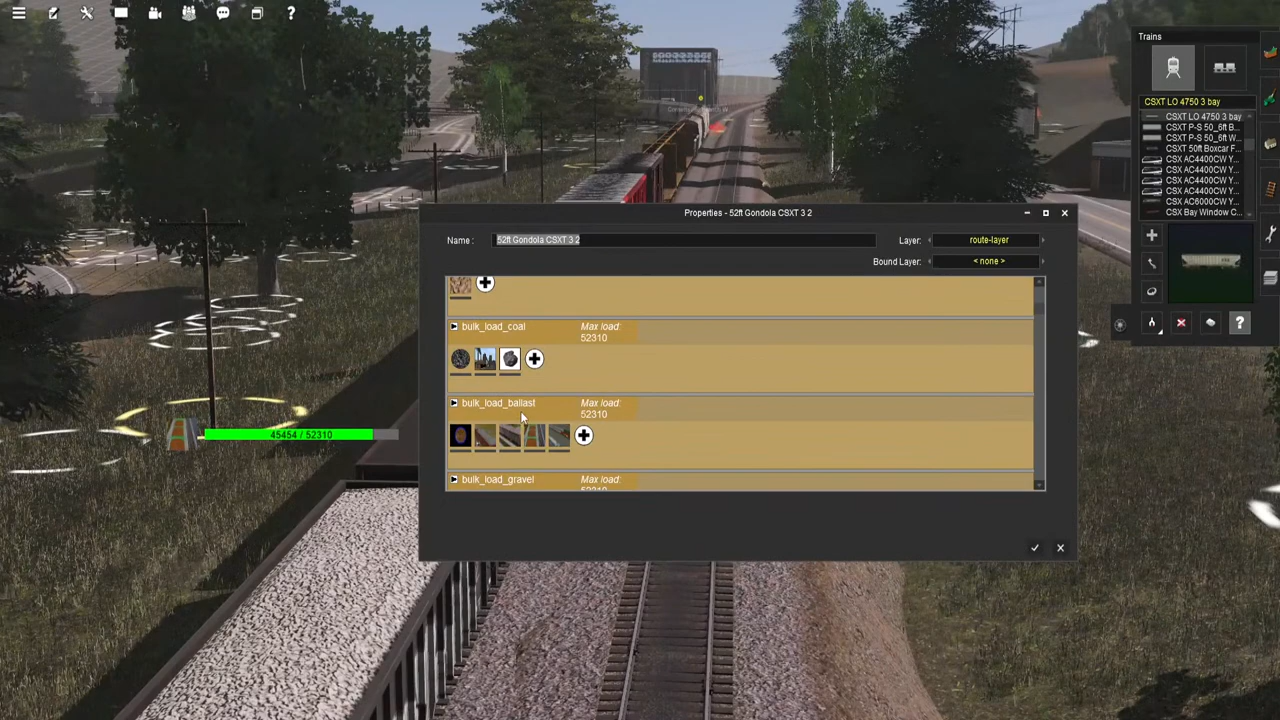 Trains
CSXT LO 4750 3 bay
CSXT LO 4750 3 bay
CSXT P-S 50_6ft B...
CSXT P-S 50_6ft W...
CSXT 50ft Boxcar F...
CSX AC4400CW Y...
CSX AC4400CW Y...
CSX AC4400CW Y...
CSX AC4400CW Y...
CSX AC6000CW Y...
CSX Bay Window C...
Properties - 52ft Gondola CSXT 3 2
Name :
52ft Gondola CSXT 3 2
Layer:
route-layer
Bound Layer:
< none >
bulk_load_coal
Max load:
52310
bulk_load_ballast
Max load:
52310
bulk_load_gravel
Max load:
52310
45454 / 52310